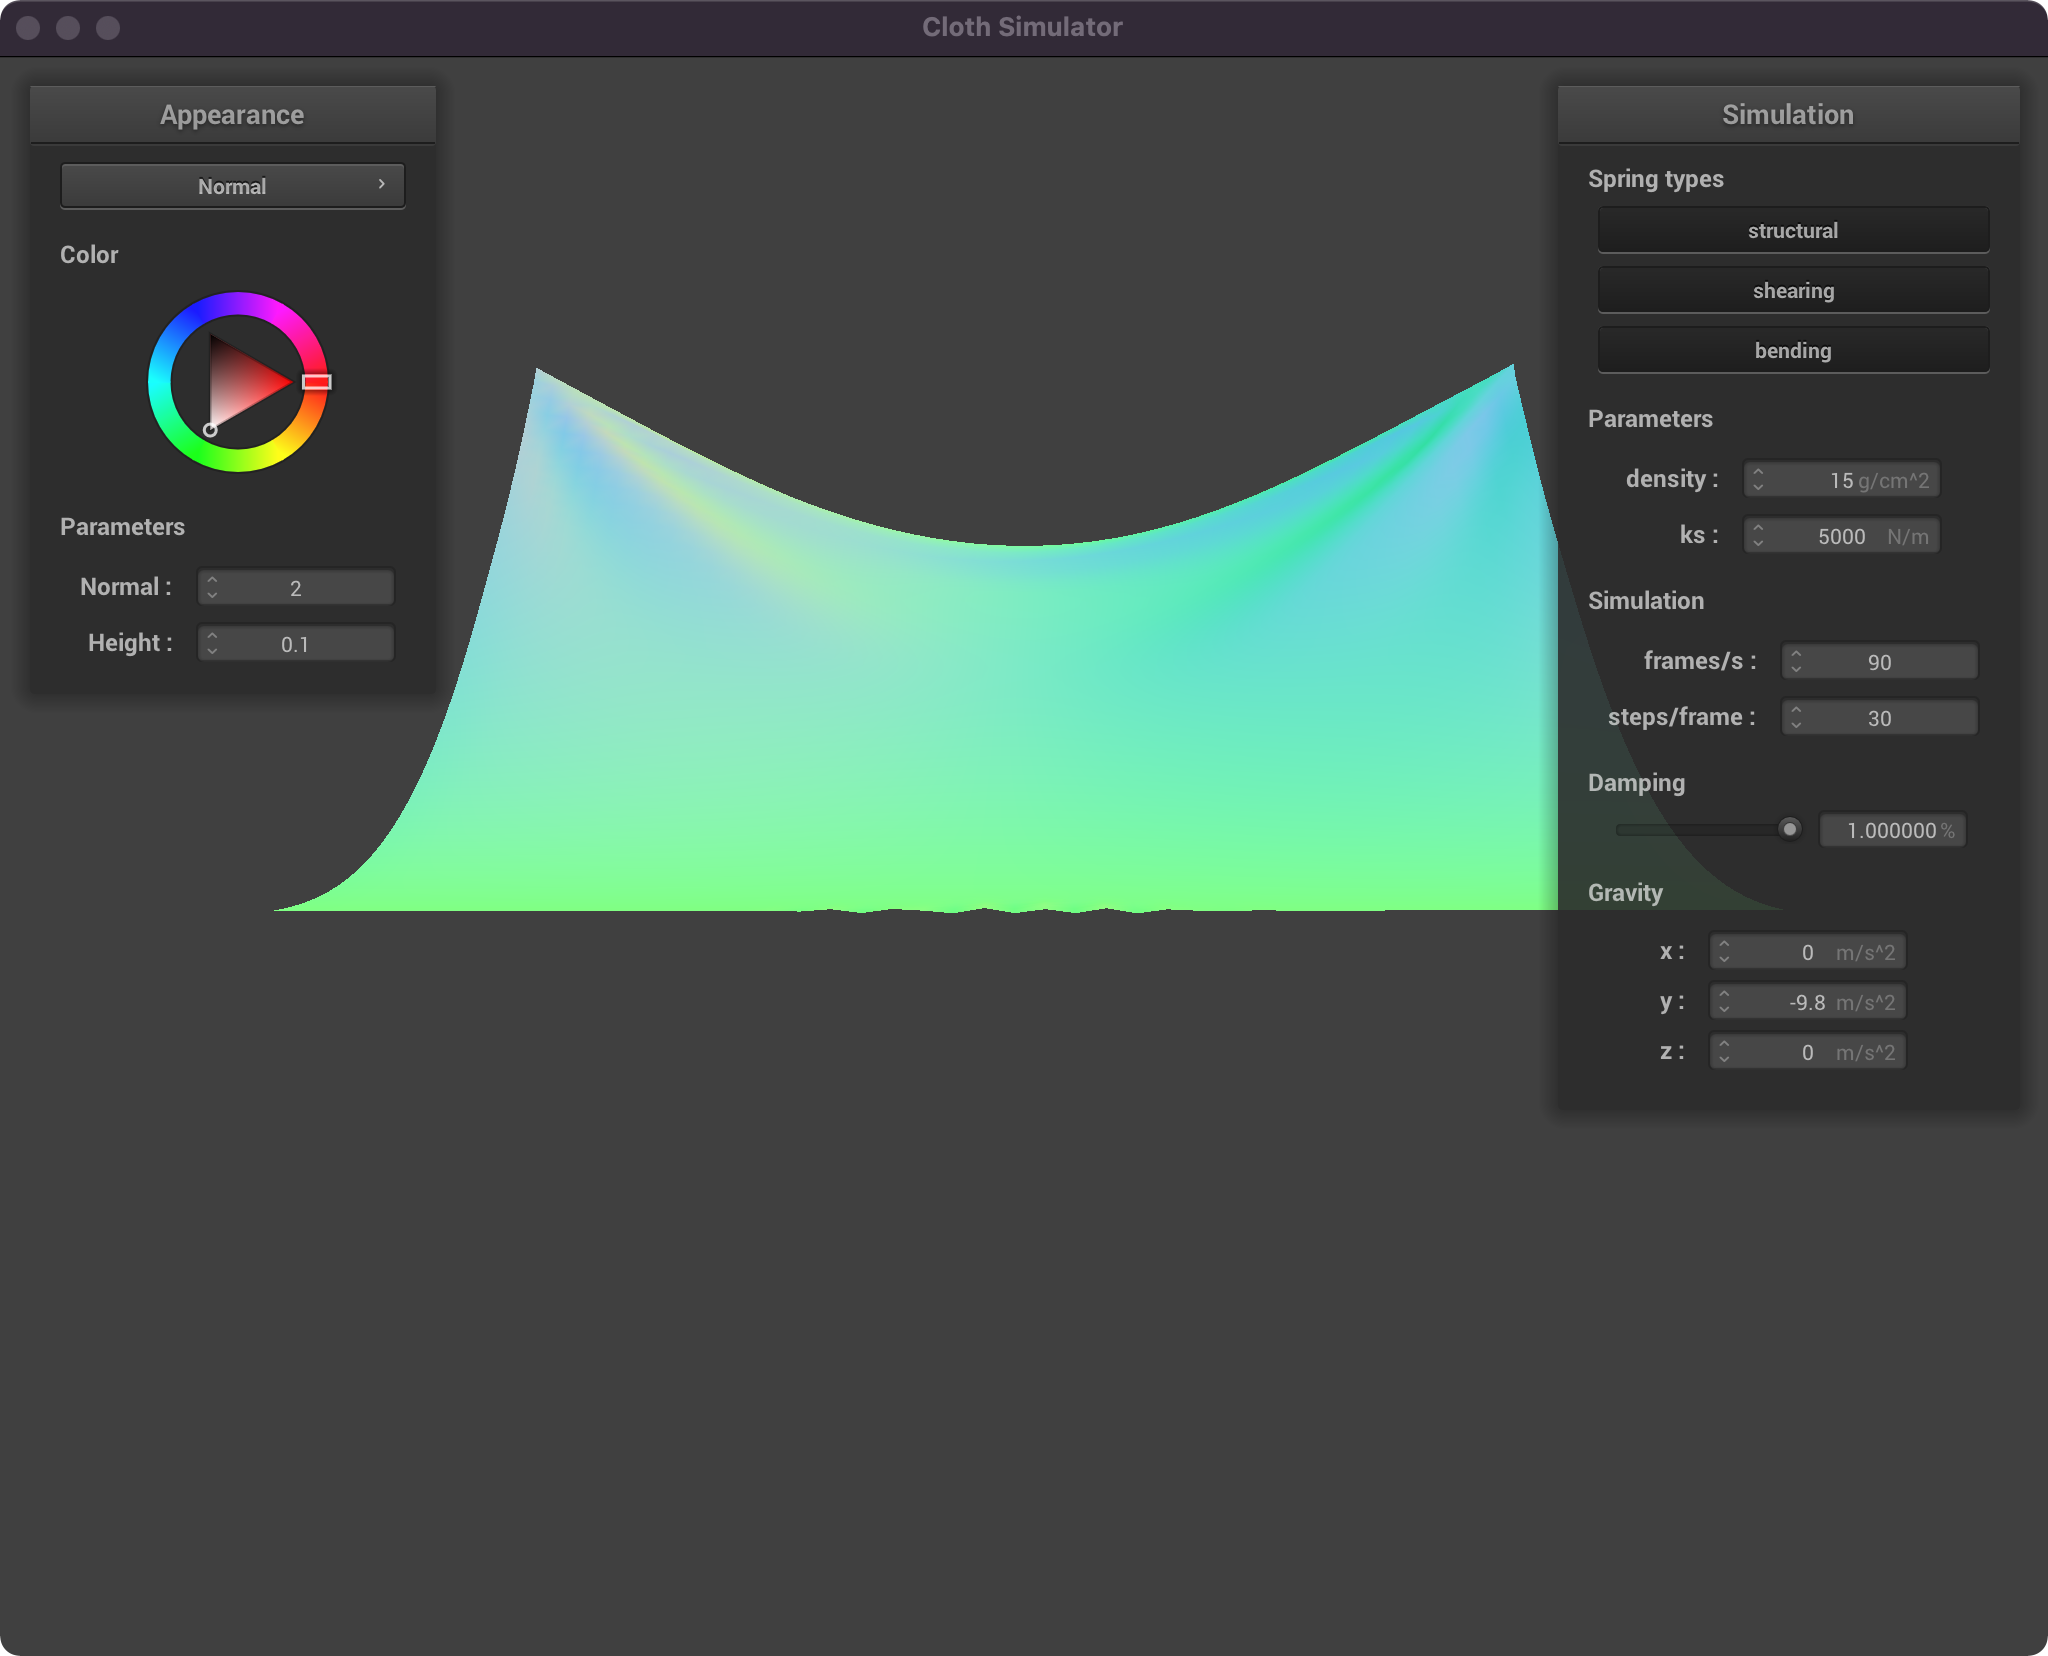 Cloth Simulator
Appearance
Normal
Color
Parameters
Normal : 2
Height : 0.1
Simulation
Spring types
structural
shearing
bending
Parameters
density : 15 g/cm^2
ks : 5000 N/m
Simulation
frames/s : 90
steps/frame : 30
Damping
1.000000 %
Gravity
x : 0 m/s^2
y : -9.8 m/s^2
z : 0 m/s^2